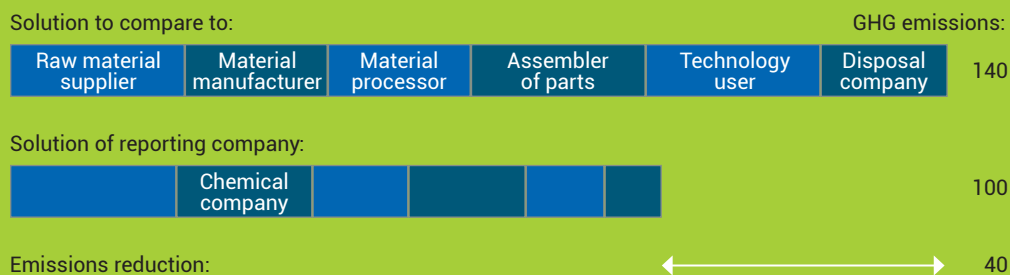 Solution to compare to: GHG emissions:
Raw material Material Material Assembler Technology Disposal
supplier manufacturer processor of parts user company 140
Solution of reporting company:
Chemical
company 100
Emissions reduction: 40